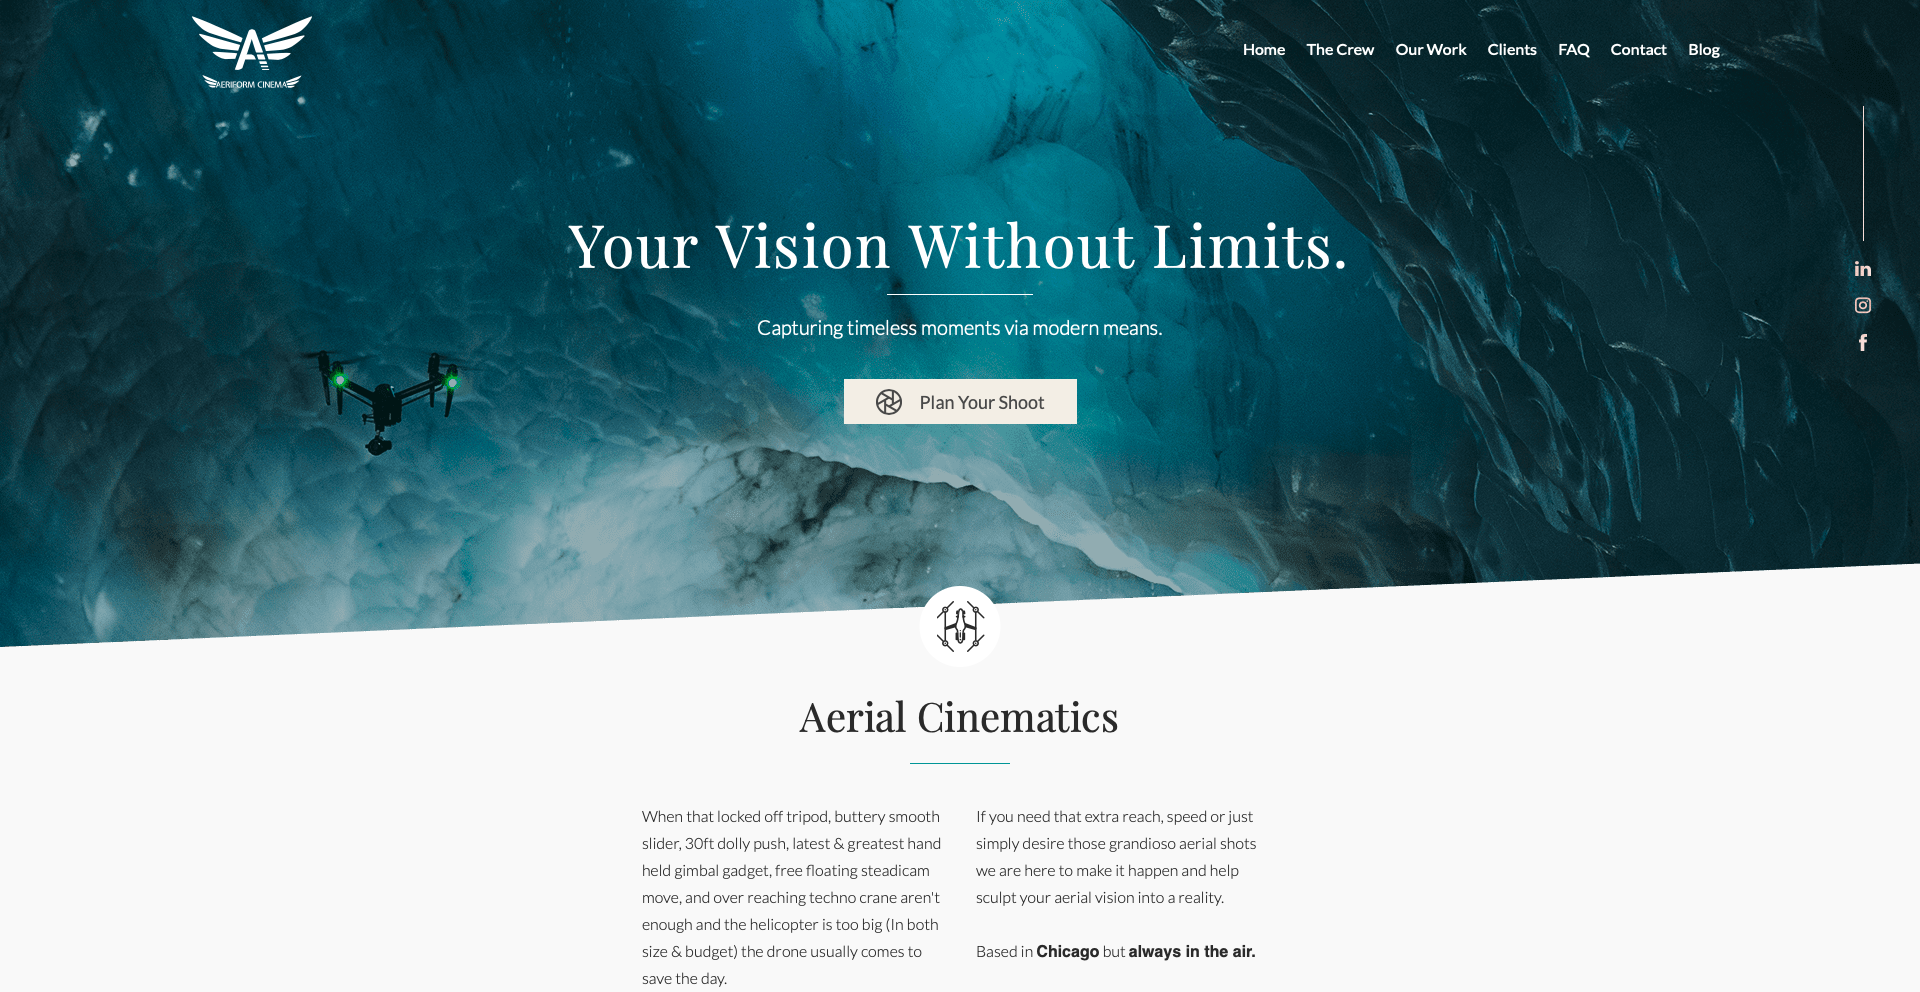 AERIFORM CINEMA
Home The Crew Our Work Clients FAQ Contact Blog
Your Vision Without Limits.
Capturing timeless moments via modern means.
Plan Your Shoot
Aerial Cinematics
When that locked off tripod, buttery smooth
slider, 30ft dolly push, latest & greatest hand
held gimbal gadget, free floating steadicam
move, and over reaching techno crane aren't
enough and the helicopter is too big (In both
size & budget) the drone usually comes to
save the day.
If you need that extra reach, speed or just
simply desire those grandioso aerial shots
we are here to make it happen and help
sculpt your aerial vision into a reality.
Based in Chicago but always in the air.